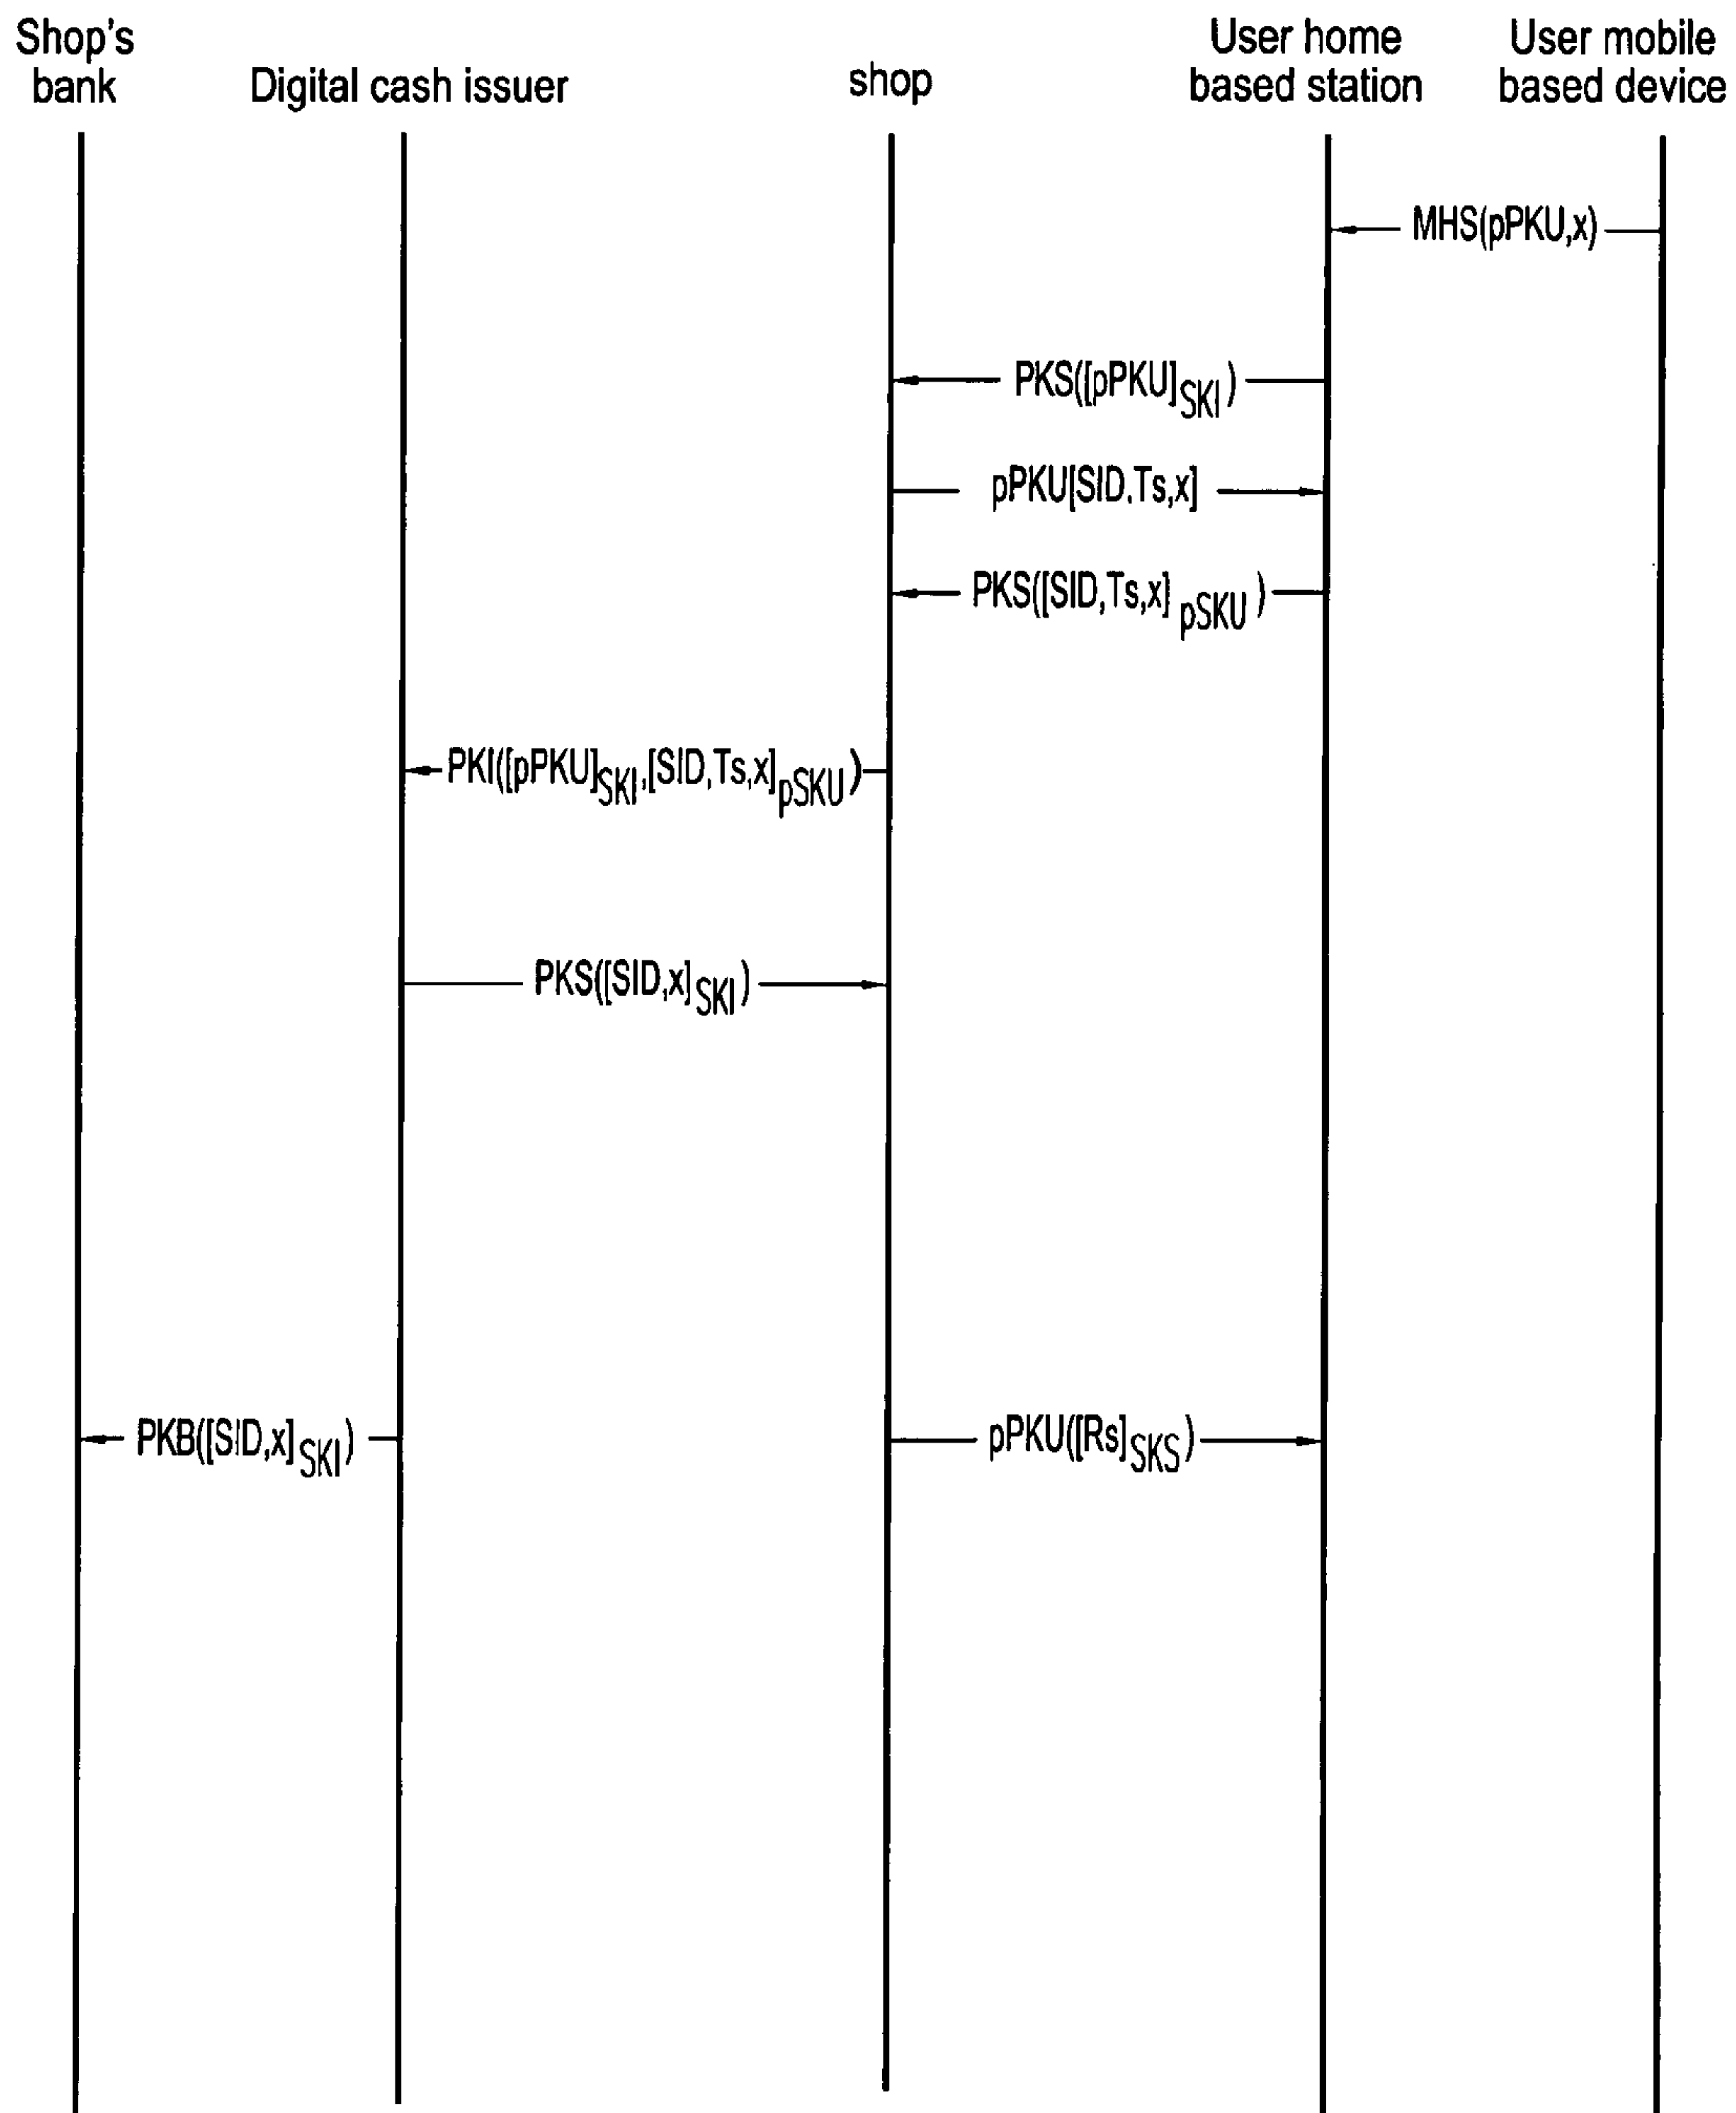 Shop's
bank
Digital cash issuer
shop
User home
based station
User mobile
based device
MHS(pPKU,x)
PKS([pPKU]SKI)
pPKU[SID,Ts,x]
PKS([SID,Ts,x]pSKU)
PKI([pPKU]SKI,[SID,Ts,x]pSKU)
PKS([SID,x]SKI)
PKB([SID,x]SKI)
pPKU([Rs]SKS)